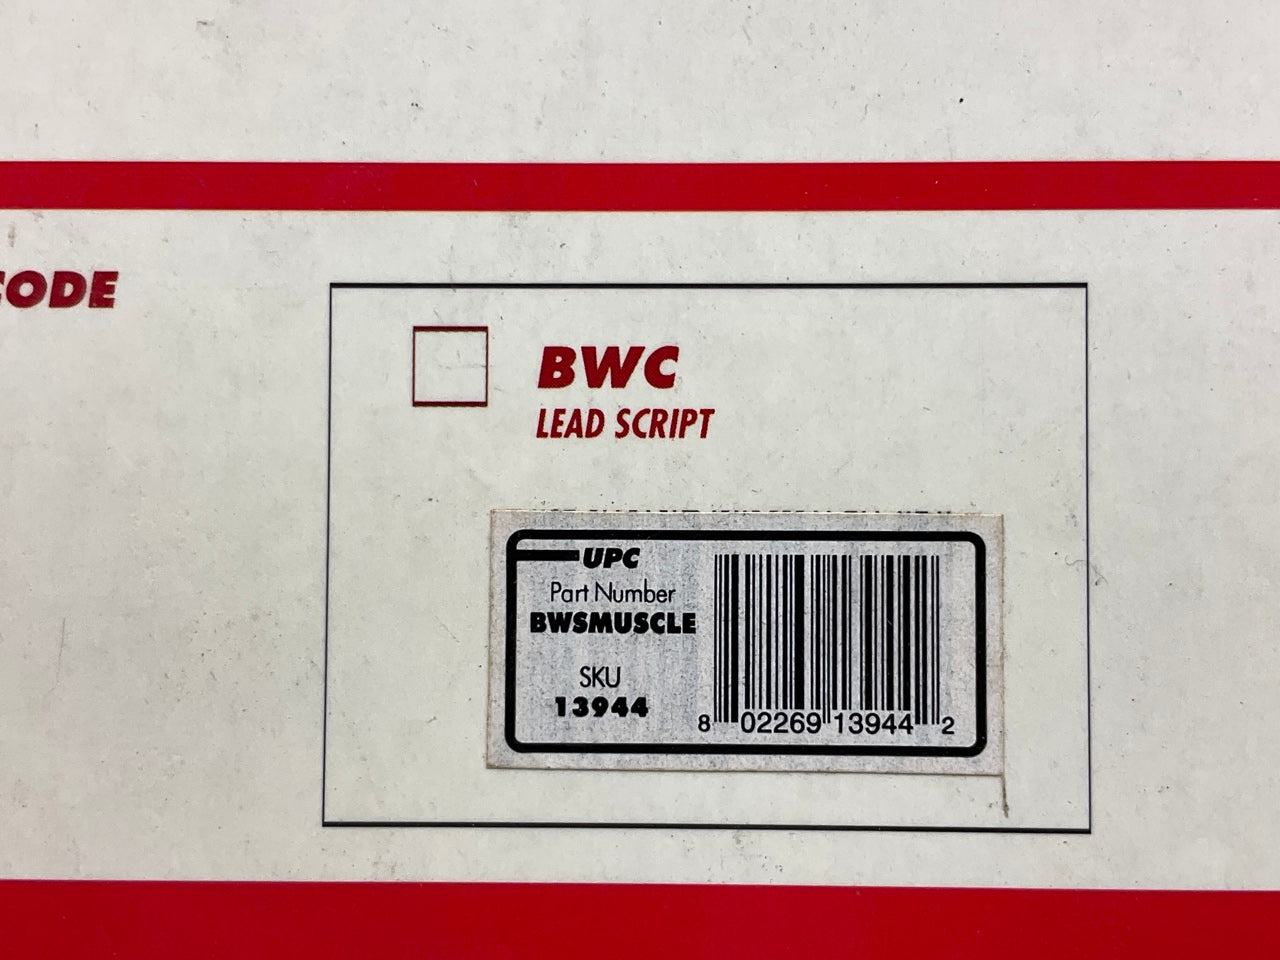 CODE
BWC
LEAD SCRIPT
UPC
Part Number
BWSMUSCLE
SKU
13944
8 02269 13944 2